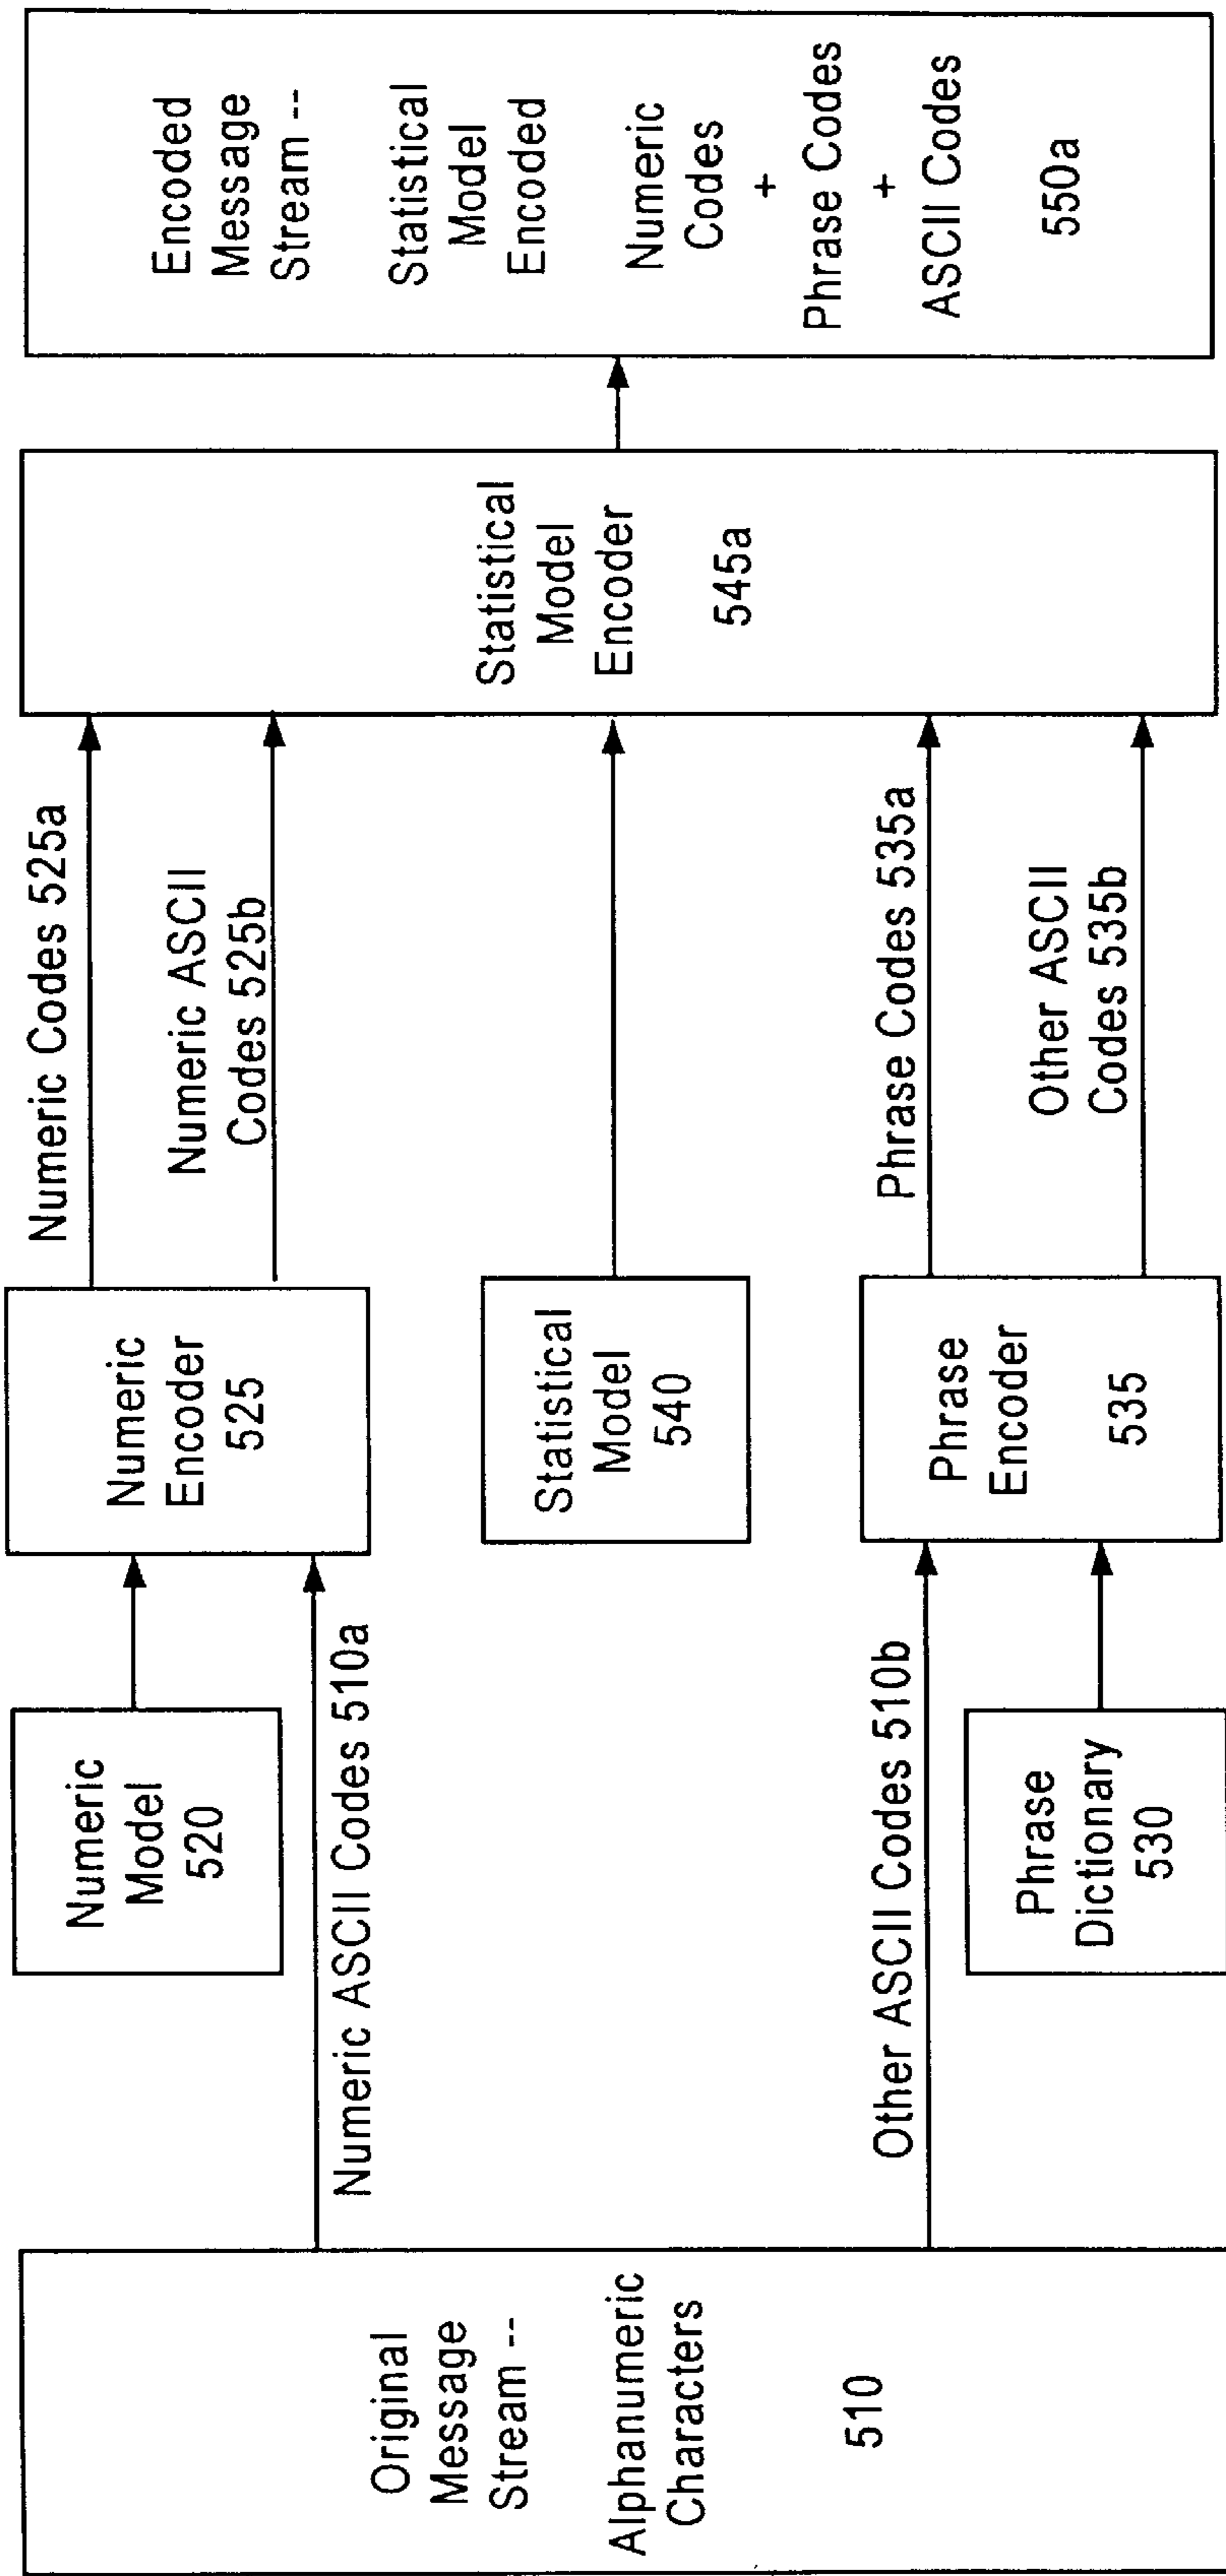 Original
Message
Stream --
Alphanumeric
Characters
510
Numeric
Model
520
Numeric ASCII Codes 510a
Other ASCII Codes 510b
Phrase
Dictionary
530
Numeric
Encoder
525
Statistical
Model
540
Phrase
Encoder
535
Numeric Codes 525a
Numeric ASCII
Codes 525b
Phrase Codes 535a
Other ASCII
Codes 535b
Statistical
Model
Encoder
545a
Encoded
Message
Stream --
Statistical
Model
Encoded
Numeric
Codes
+
Phrase Codes
+
ASCII Codes
550a